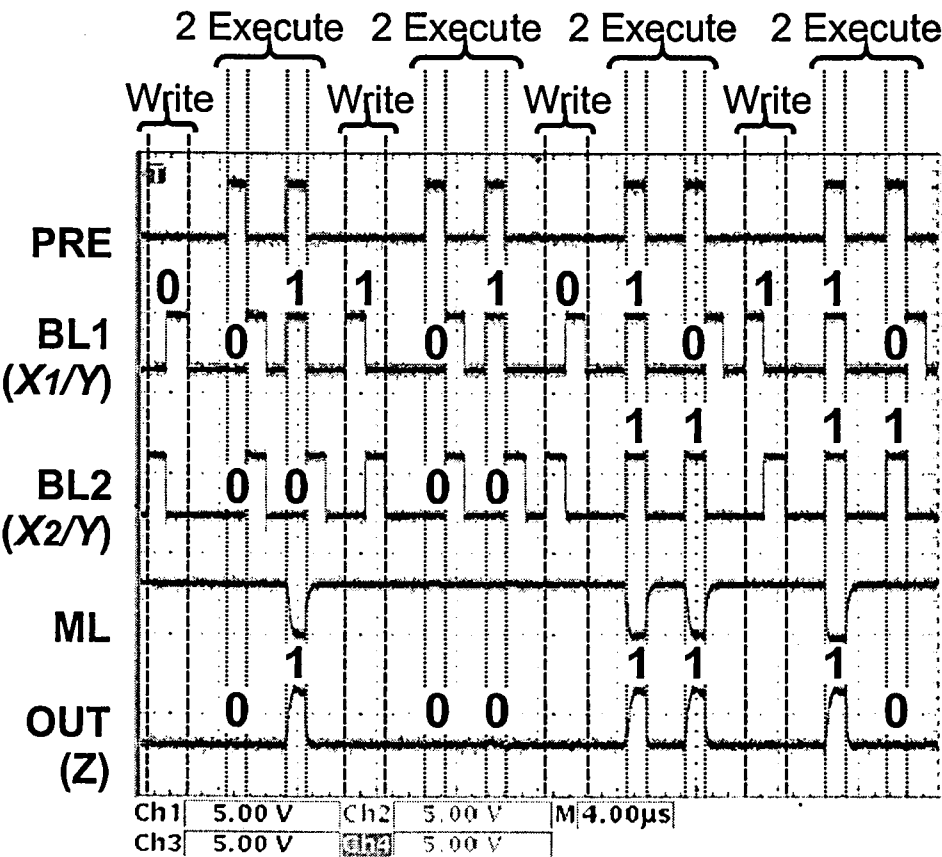 2 Execute 2 Execute 2 Execute 2 Execute
Write Write Write Write
PRE
0 1 1 1 0 1 1 1
BL1 0 0 0 0
(X1/Y)
1 1 1 1
BL2 0 0 0 0
(X2/Y)
ML
1 1 1 1
OUT 0 0 0 0
(Z)
Ch1 5.00 V Ch2 5.00 V M 4.00µs
Ch3 5.00 V Ch4 5.00 V